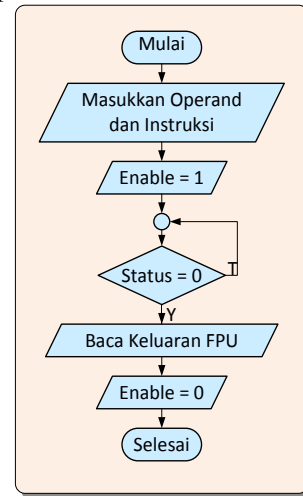 Mulai
Masukkan Operand
dan Instruksi
Enable = 1
Status = 0
T
Y
Baca Keluaran FPU
Enable = 0
Selesai